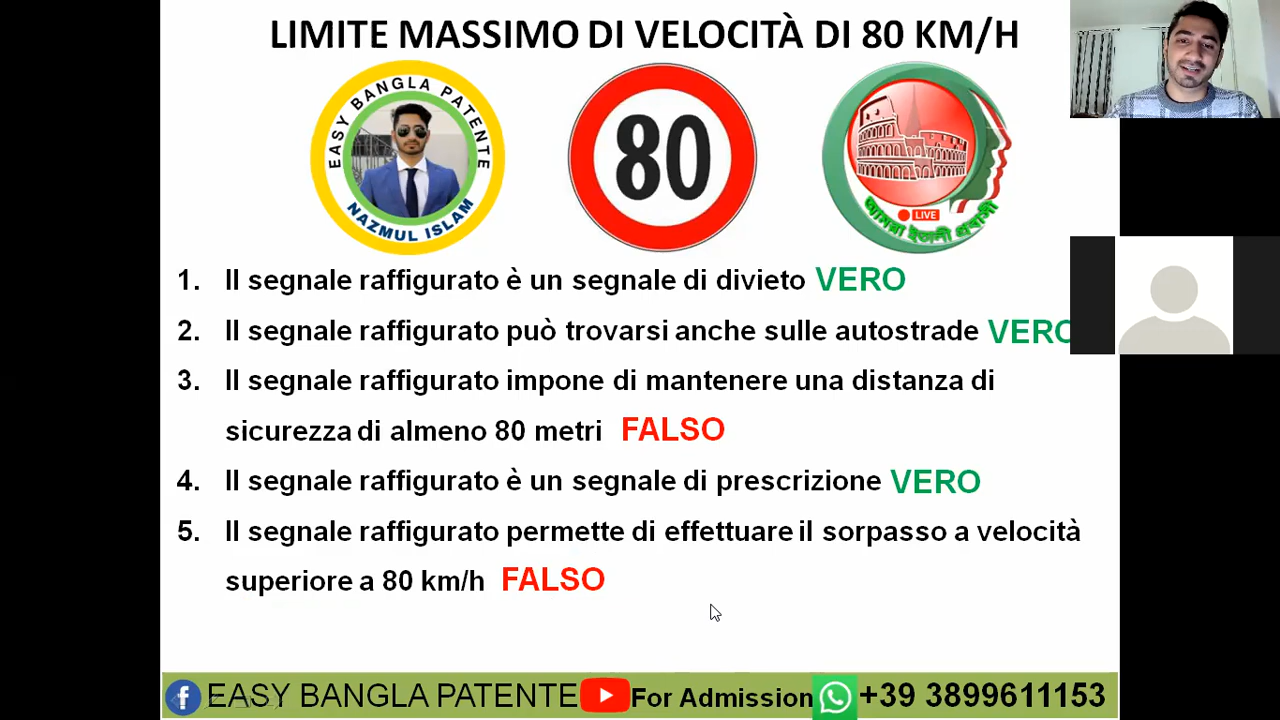 LIMITE MASSIMO DI VELOCITÀ DI 80 KM/H
EASY BANGLA PATENTE
NAZMUL ISLAM
80
LIVE
আমরা ইতালী প্রবাসী
1. Il segnale raffigurato è un segnale di divieto VERO
2. Il segnale raffigurato può trovarsi anche sulle autostrade VERO
3. Il segnale raffigurato impone di mantenere una distanza di
sicurezza di almeno 80 metri FALSO
4. Il segnale raffigurato è un segnale di prescrizione VERO
5. Il segnale raffigurato permette di effettuare il sorpasso a velocità
superiore a 80 km/h FALSO
EASY BANGLA PATENTE For Admission +39 3899611153